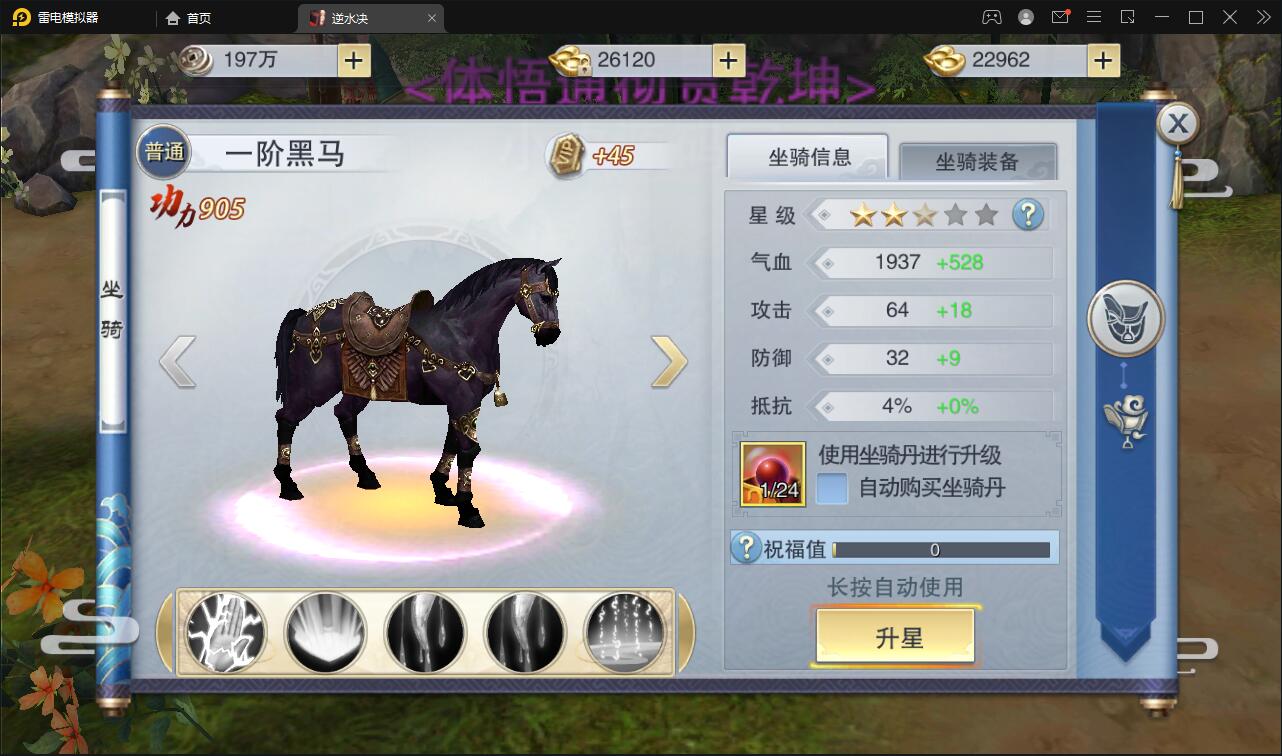 雷电模拟器
首页
逆水决
197万
26120
22962
<体悟通彻贯乾坤>
普通
一阶黑马
VIP +45
功力905
坐骑
坐骑信息
坐骑装备
星级
气血 1937 +528
攻击 64 +18
防御 32 +9
抵抗 4% +0%
1/24
使用坐骑丹进行升级
自动购买坐骑丹
祝福值 0
长按自动使用
升星